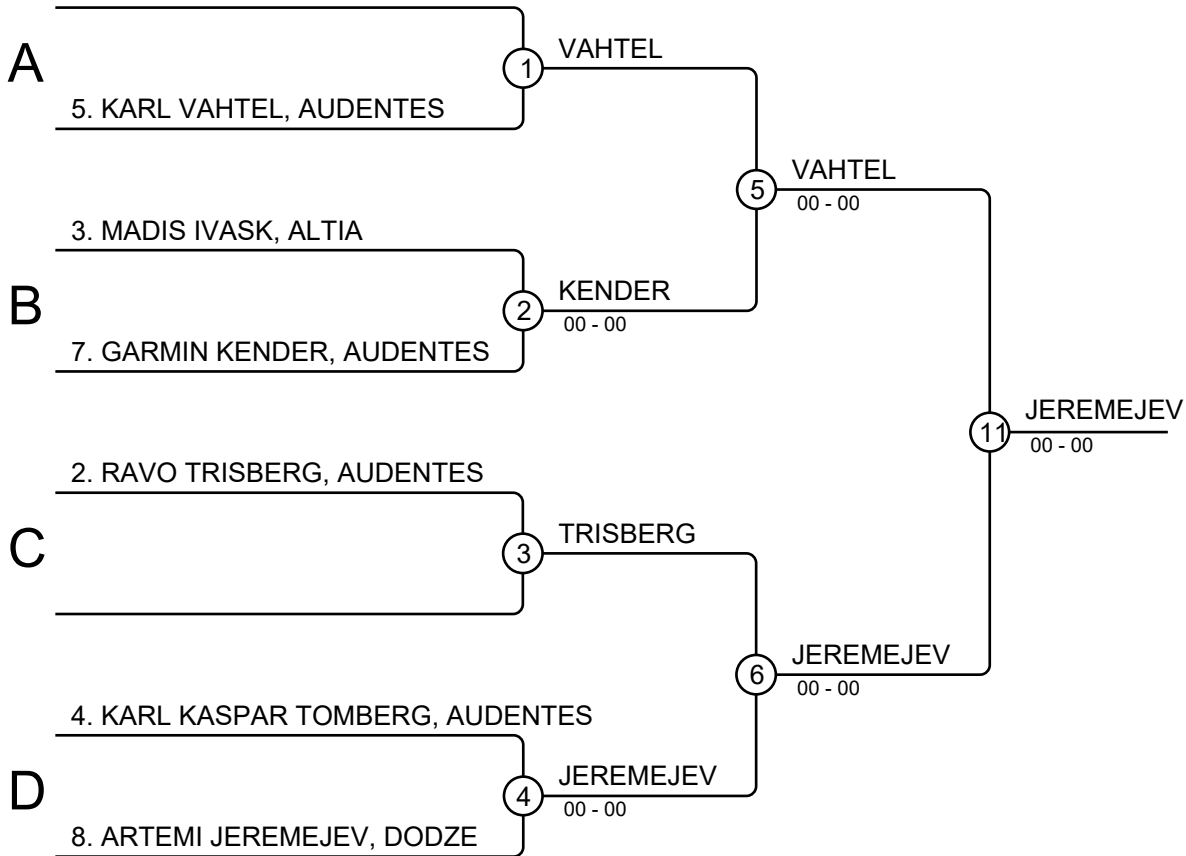 VAHTEL
A
1
5. KARL VAHTEL, AUDENTES
VAHTEL
5
00 - 00
3. MADIS IVASK, ALTIA
KENDER
B
2
00 - 00
7. GARMIN KENDER, AUDENTES
JEREMEJEV
11
00 - 00
2. RAVO TRISBERG, AUDENTES
TRISBERG
C
3
JEREMEJEV
6
00 - 00
4. KARL KASPAR TOMBERG, AUDENTES
JEREMEJEV
D
4
00 - 00
8. ARTEMI JEREMEJEV, DODZE